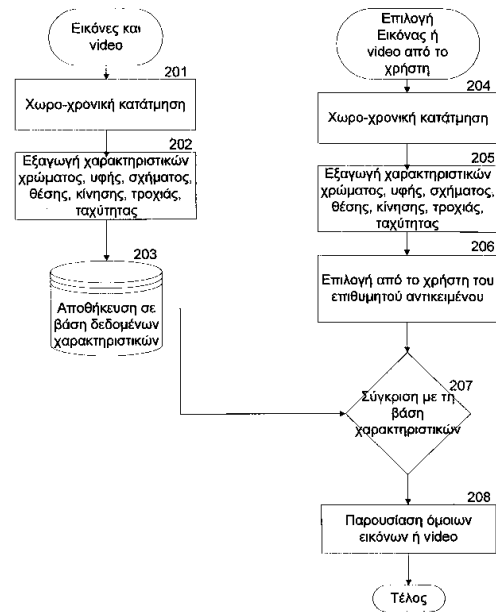 Εικόνες και
video
201
Χωρο-χρονική κατάτμηση
202
Εξαγωγή χαρακτηριστικών
χρώματος, υφής, σχήματος,
θέσης, κίνησης, τροχιάς,
ταχύτητας
203
Αποθήκευση σε
βάση δεδομένων
χαρακτηριστικών
Επιλογή
Εικόνας ή
video από το
χρήστη
204
Χωρο-χρονική κατάτμηση
205
Εξαγωγή χαρακτηριστικών
χρώματος, υφής, σχήματος,
θέσης, κίνησης, τροχιάς,
ταχύτητας
206
Επιλογή από το χρήστη του
επιθυμητού αντικειμένου
207
Σύγκριση με τη
βάση
χαρακτηριστικών
208
Παρουσίαση όμοιων
εικόνων ή video
Τέλος